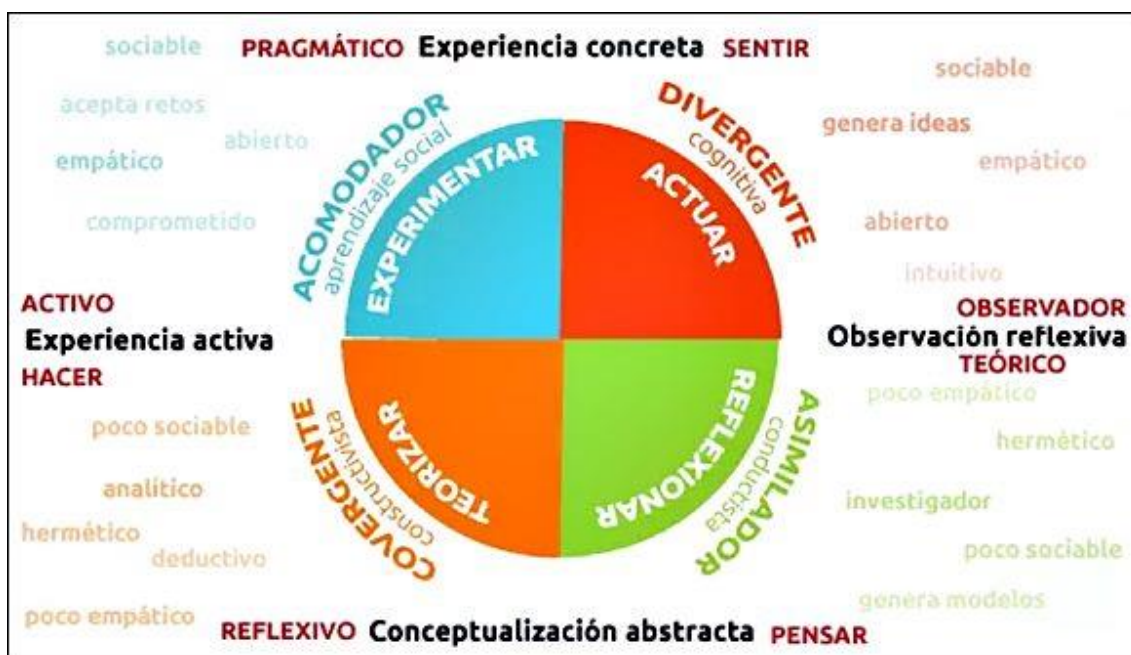 sociable
PRAGMÁTICO Experiencia concreta SENTIR
sociable
acepta retos
abierto
empático
comprometido
genera ideas
empático
abierto
intuitivo
ACOMODADOR
aprendizaje social
EXPERIMENTAR
DIVERGENTE
cognitiva
ACTUAR
ACTIVO
Experiencia activa
HACER
OBSERVADOR
Observación reflexiva
TEÓRICO
poco sociable
analítico
hermético
deductivo
poco empático
COVERGENTE
constructivista
TEORIZAR
REFLEXIONAR
conductista
ASIMILADOR
poco empático
hermético
investigador
poco sociable
genera modelos
REFLEXIVO Conceptualización abstracta PENSAR